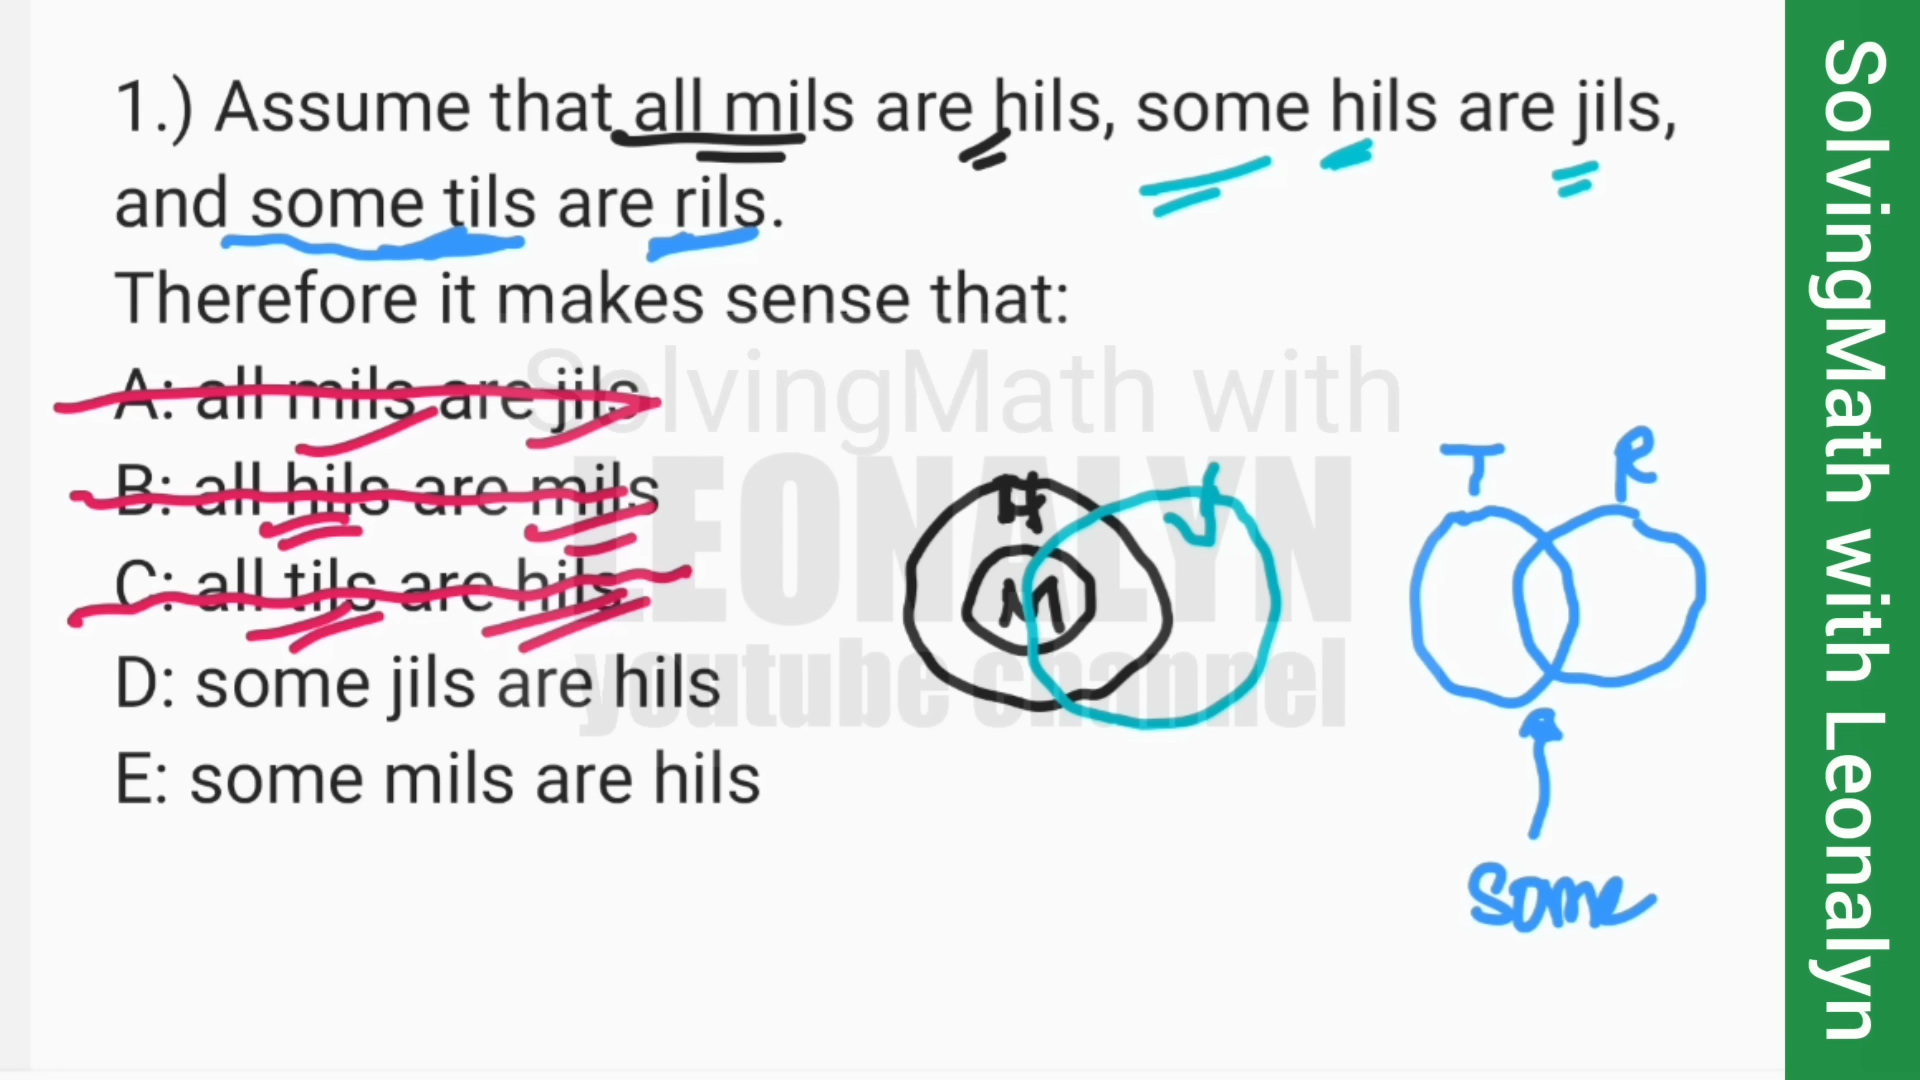 1.) Assume that all mils are hils, some hils are jils,
and some tils are rils.
Therefore it makes sense that:
A: all mils are jils
B: all hils are mils
C: all tils are hils
D: some jils are hils
E: some mils are hils
H
M
J
T
R
some
SolvingMath with
LEONALYN
youtube channel
SolvingMath with Leonalyn